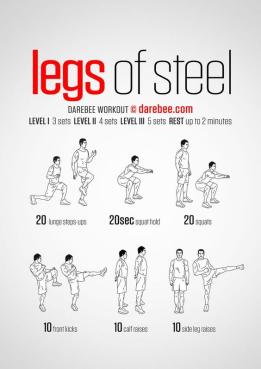 legs of steel
DAREBEE WORKOUT © darebee.com
LEVEL I 3 sets LEVEL II 4 sets LEVEL III 5 sets REST up to 2 minutes
20 lunge steps-ups
20sec squat hold
20 squats
10 front kicks
10 calf raises
10 side leg raises